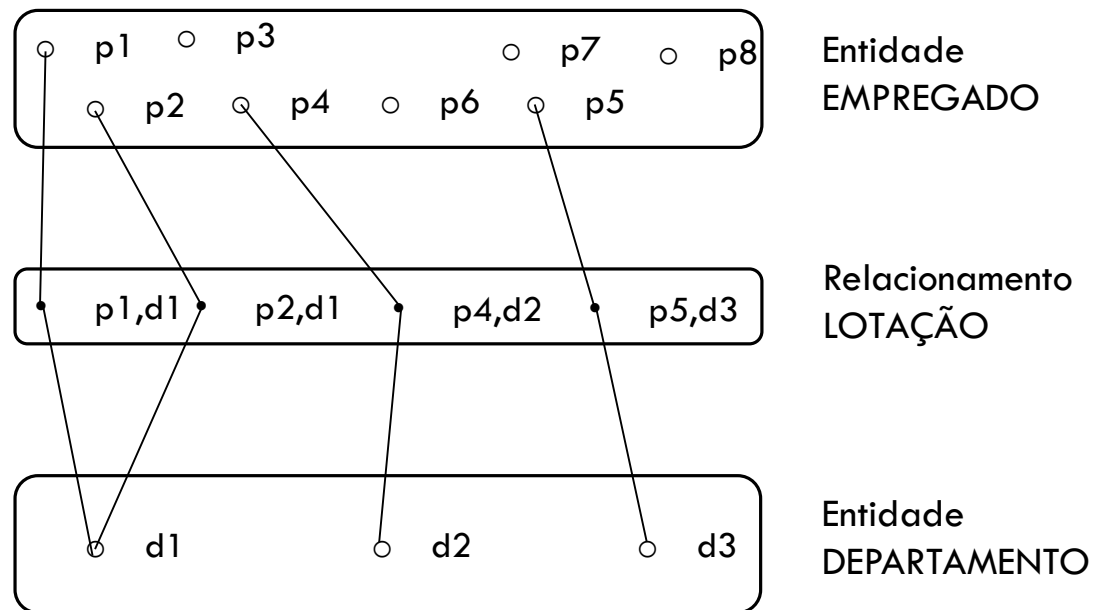 p1 p3 p7 p8
p2 p4 p6 p5
Entidade
EMPREGADO
p1,d1 p2,d1 p4,d2 p5,d3
Relacionamento
LOTAÇÃO
d1 d2 d3
Entidade
DEPARTAMENTO